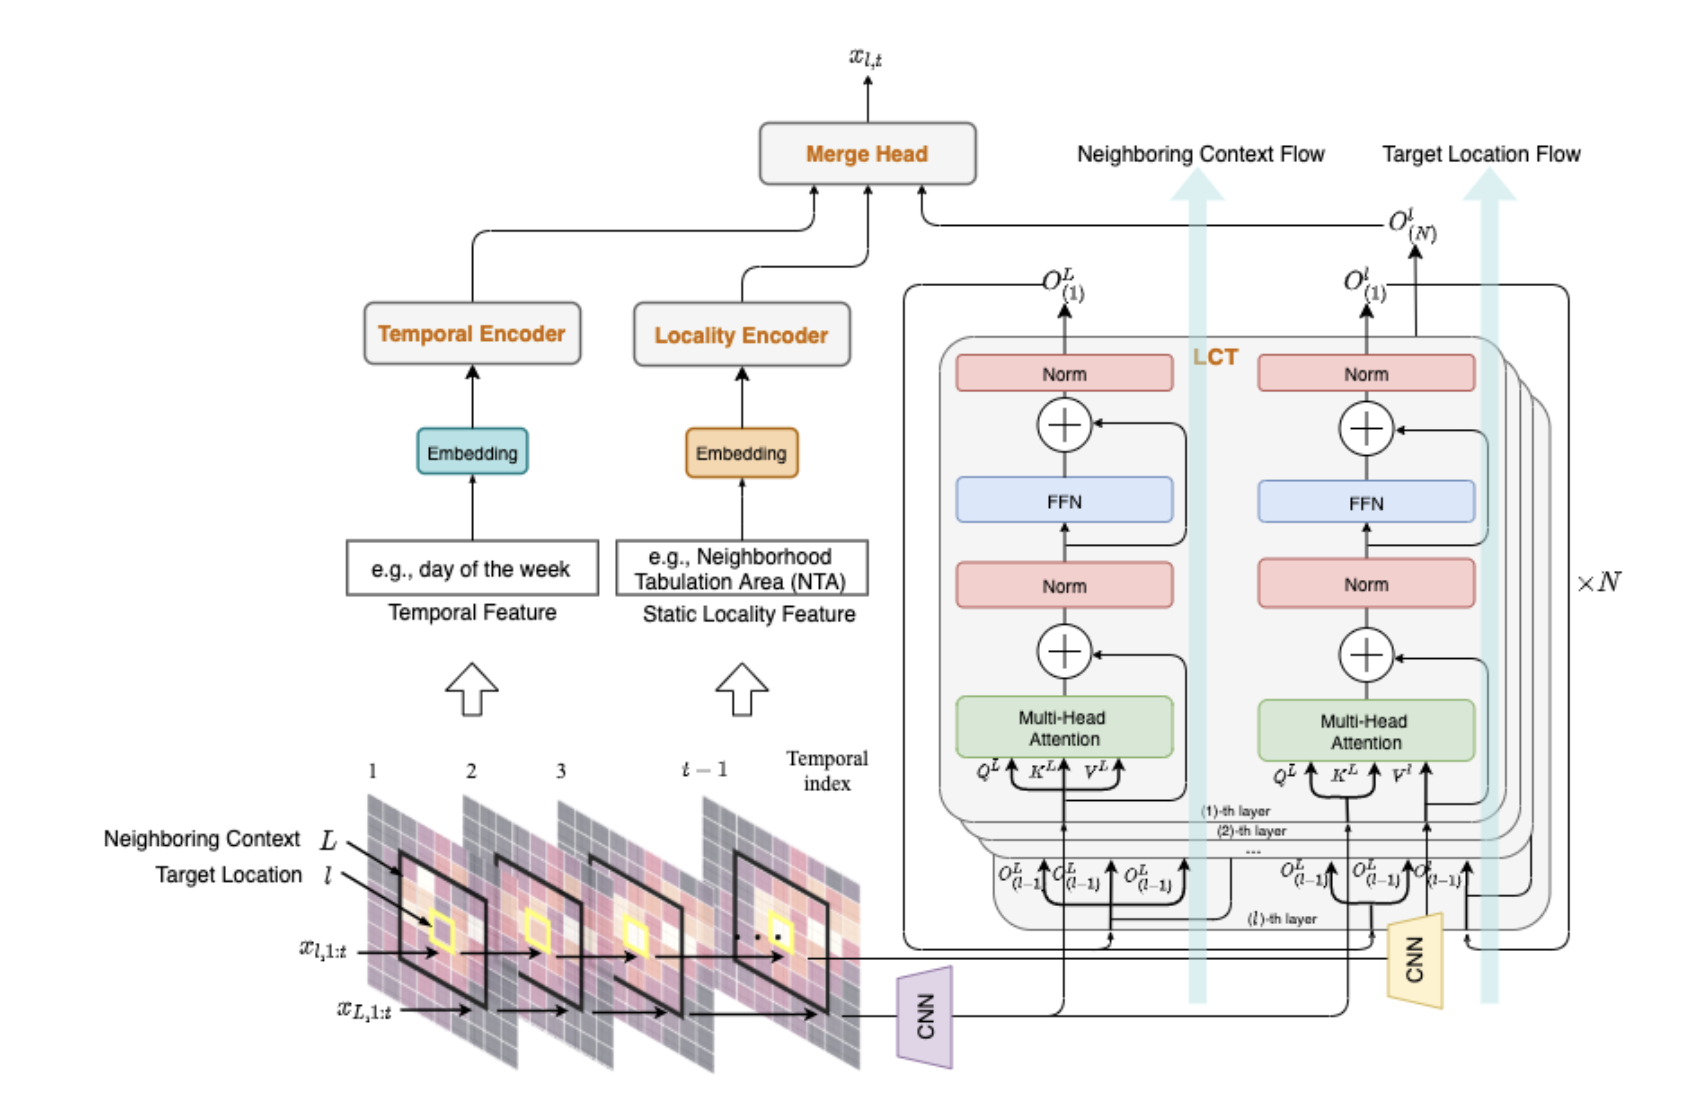 x_{l,t}
Merge Head
Neighboring Context Flow
Target Location Flow
O^l_{(N)}
O^L_{(1)}
O^l_{(1)}
Temporal Encoder
Locality Encoder
LCT
Norm
Norm
Embedding
Embedding
FFN
FFN
e.g., day of the week
e.g., Neighborhood
Tabulation Area (NTA)
Temporal Feature
Static Locality Feature
Norm
Norm
×N
Multi-Head
Attention
Multi-Head
Attention
Q^L K^L V^L
Q^L K^L V^l
1
2
3
t − 1
Temporal
index
(1)-th layer
(2)-th layer
...
Neighboring Context L
Target Location l
O^L_{(l-1)} O^L_{(l-1)} O^L_{(l-1)}
O^L_{(l-1)} O^L_{(l-1)} O^l_{(l-1)}
(l)-th layer
. . .
x_{l,1:t}
x_{L,1:t}
CNN
CNN